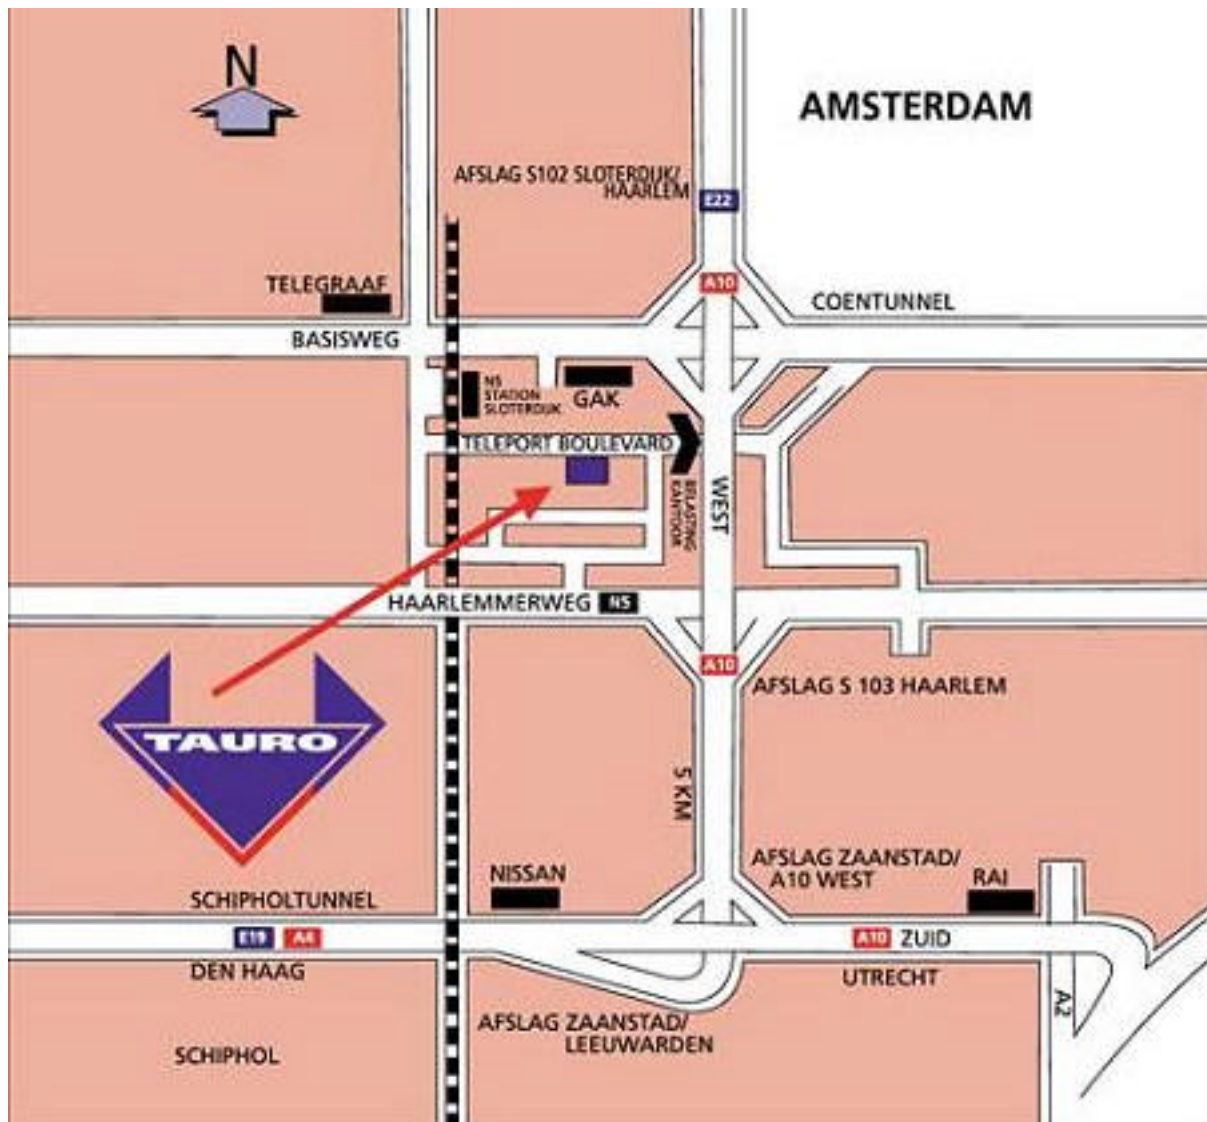 N
AMSTERDAM
AFSLAG S102 SLOTERDIJK/
HAARLEM
E22
TELEGRAAF
A10
COENTUNNEL
BASISWEG
NS
STATION
SLOTERDIJK
GAK
TELEPORT BOULEVARD
BELASTING
KANTOOR
WEST
HAARLEMMERWEG N5
A10
AFSLAG S 103 HAARLEM
TAURO
5 KM
AFSLAG ZAANSTAD/
A10 WEST
RAI
NISSAN
SCHIPHOLTUNNEL
E19 A4
A10 ZUID
DEN HAAG
UTRECHT
A2
AFSLAG ZAANSTAD/
LEEUWARDEN
SCHIPHOL